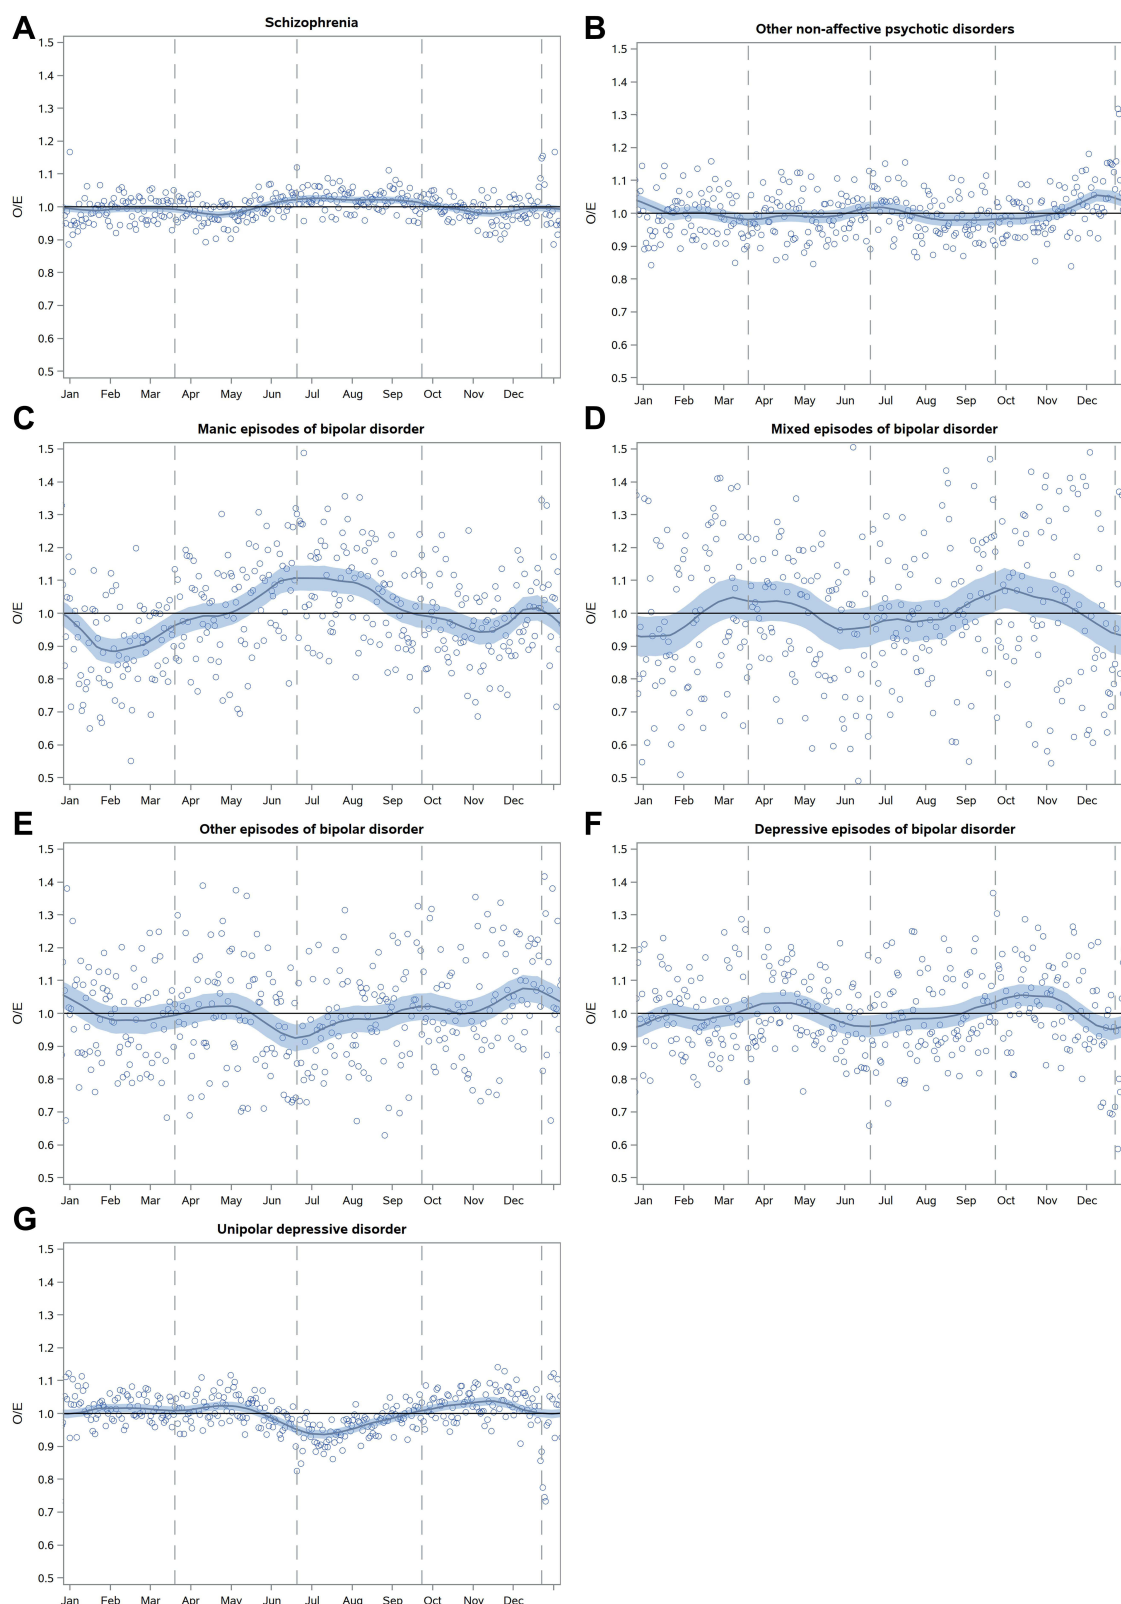 A
Schizophrenia
1.5
1.4
1.3
1.2
1.1
1.0
0.9
0.8
0.7
0.6
0.5
O/E
Jan Feb Mar Apr May Jun Jul Aug Sep Oct Nov Dec
B
Other non-affective psychotic disorders
1.5
1.4
1.3
1.2
1.1
1.0
0.9
0.8
0.7
0.6
0.5
O/E
Jan Feb Mar Apr May Jun Jul Aug Sep Oct Nov Dec
C
Manic episodes of bipolar disorder
1.5
1.4
1.3
1.2
1.1
1.0
0.9
0.8
0.7
0.6
0.5
O/E
Jan Feb Mar Apr May Jun Jul Aug Sep Oct Nov Dec
D
Mixed episodes of bipolar disorder
1.5
1.4
1.3
1.2
1.1
1.0
0.9
0.8
0.7
0.6
0.5
O/E
Jan Feb Mar Apr May Jun Jul Aug Sep Oct Nov Dec
E
Other episodes of bipolar disorder
1.5
1.4
1.3
1.2
1.1
1.0
0.9
0.8
0.7
0.6
0.5
O/E
Jan Feb Mar Apr May Jun Jul Aug Sep Oct Nov Dec
F
Depressive episodes of bipolar disorder
1.5
1.4
1.3
1.2
1.1
1.0
0.9
0.8
0.7
0.6
0.5
O/E
Jan Feb Mar Apr May Jun Jul Aug Sep Oct Nov Dec
G
Unipolar depressive disorder
1.5
1.4
1.3
1.2
1.1
1.0
0.9
0.8
0.7
0.6
0.5
O/E
Jan Feb Mar Apr May Jun Jul Aug Sep Oct Nov Dec